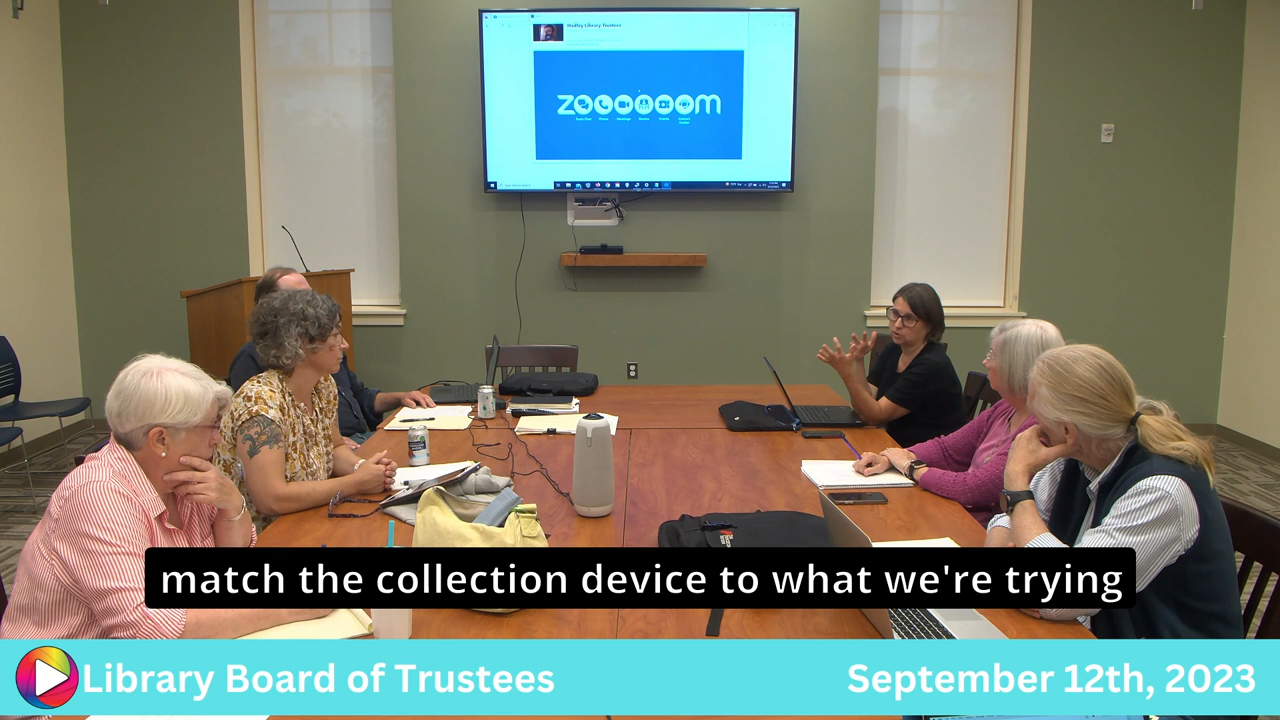 Hadley Library Trustees
zoooooom
match the collection device to what we're trying
Library Board of Trustees
September 12th, 2023